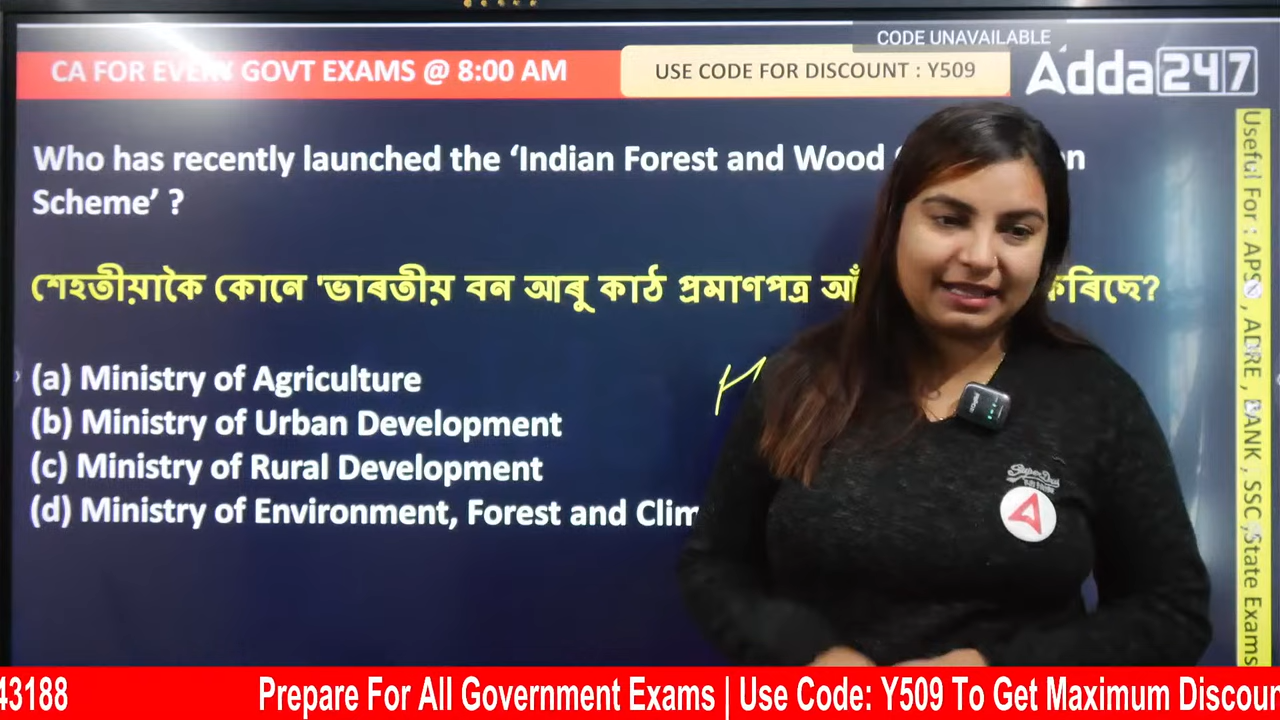 CODE UNAVAILABLE
CA FOR EVERY GOVT EXAMS @ 8:00 AM
USE CODE FOR DISCOUNT : Y509
Adda247
Who has recently launched the ‘Indian Forest and Wood
Scheme’ ?
শেহতীয়াকৈ কোনে 'ভাৰতীয় বন আৰু কাঠ প্ৰমাণপত্ৰ কৰিছে?
(a) Ministry of Agriculture
(b) Ministry of Urban Development
(c) Ministry of Rural Development
(d) Ministry of Environment, Forest and
Useful For : APS , ADRE , BANK , SSC ,State Exams
43188 Prepare For All Government Exams | Use Code: Y509 To Get Maximum